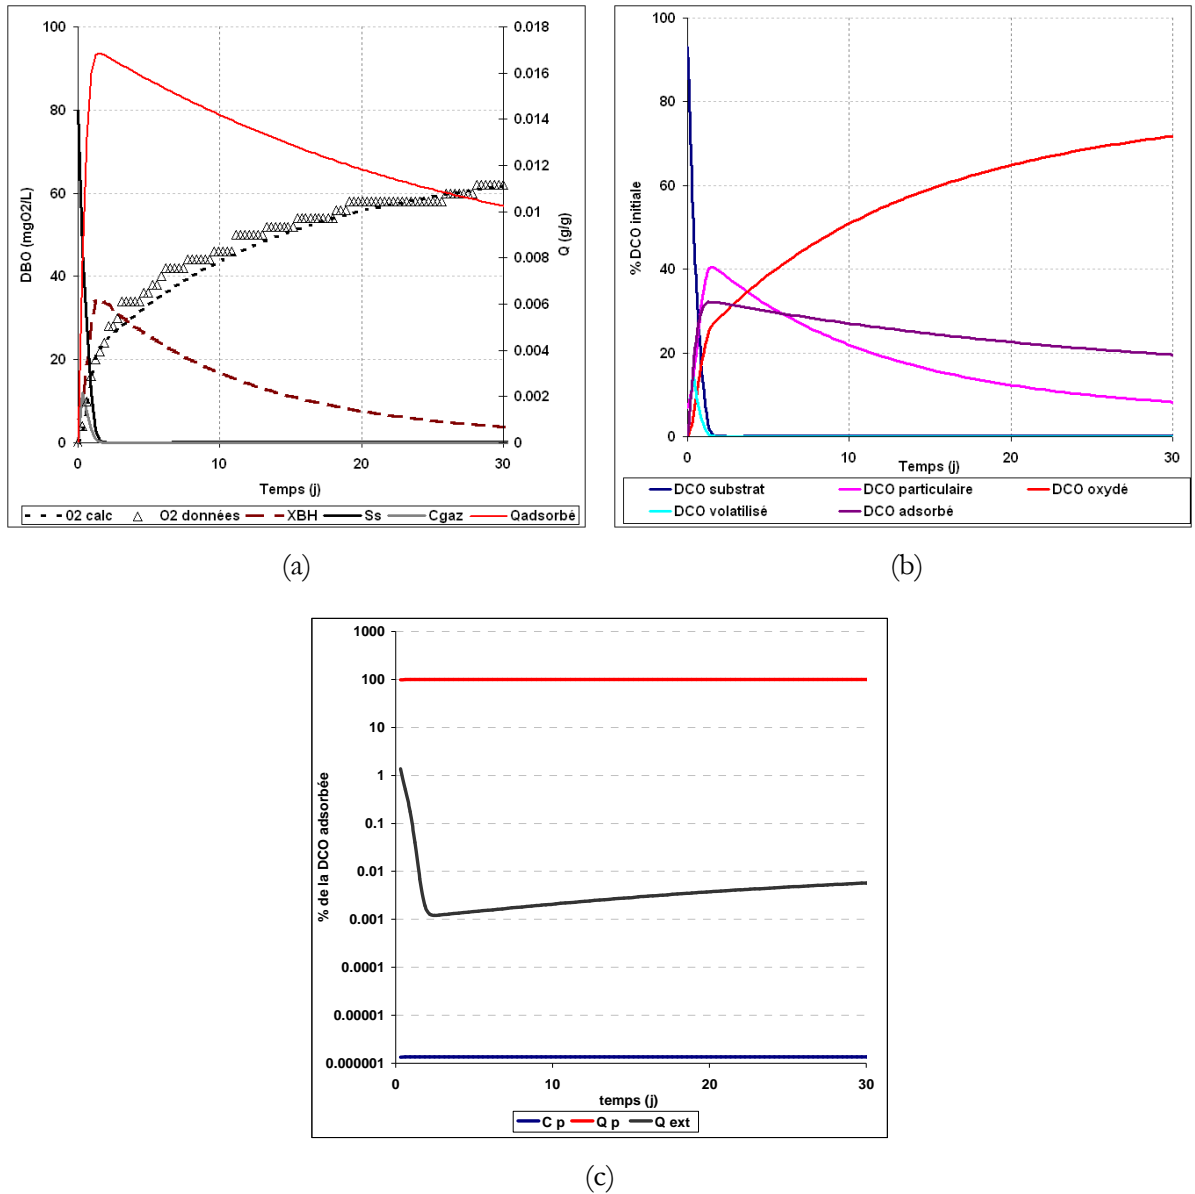 100
80
60
40
20
0
DBO (mgO2/L)
0.018
0.016
0.014
0.012
0.01
0.008
0.006
0.004
0.002
0
Q (g/g)
0 10 20 30
Temps (j)
O2 calc O2 données XBH Ss Cgaz Qadsorbé
(a)
100
80
60
40
20
0
% DCO initiale
0 10 20 30
Temps (j)
DCO substrat DCO particulaire DCO oxydé
DCO volatilisé DCO adsorbé
(b)
1000
100
10
1
0.1
0.01
0.001
0.0001
0.00001
0.000001
% de la DCO adsorbée
0 10 20 30
temps (j)
C p Q p Q ext
(c)